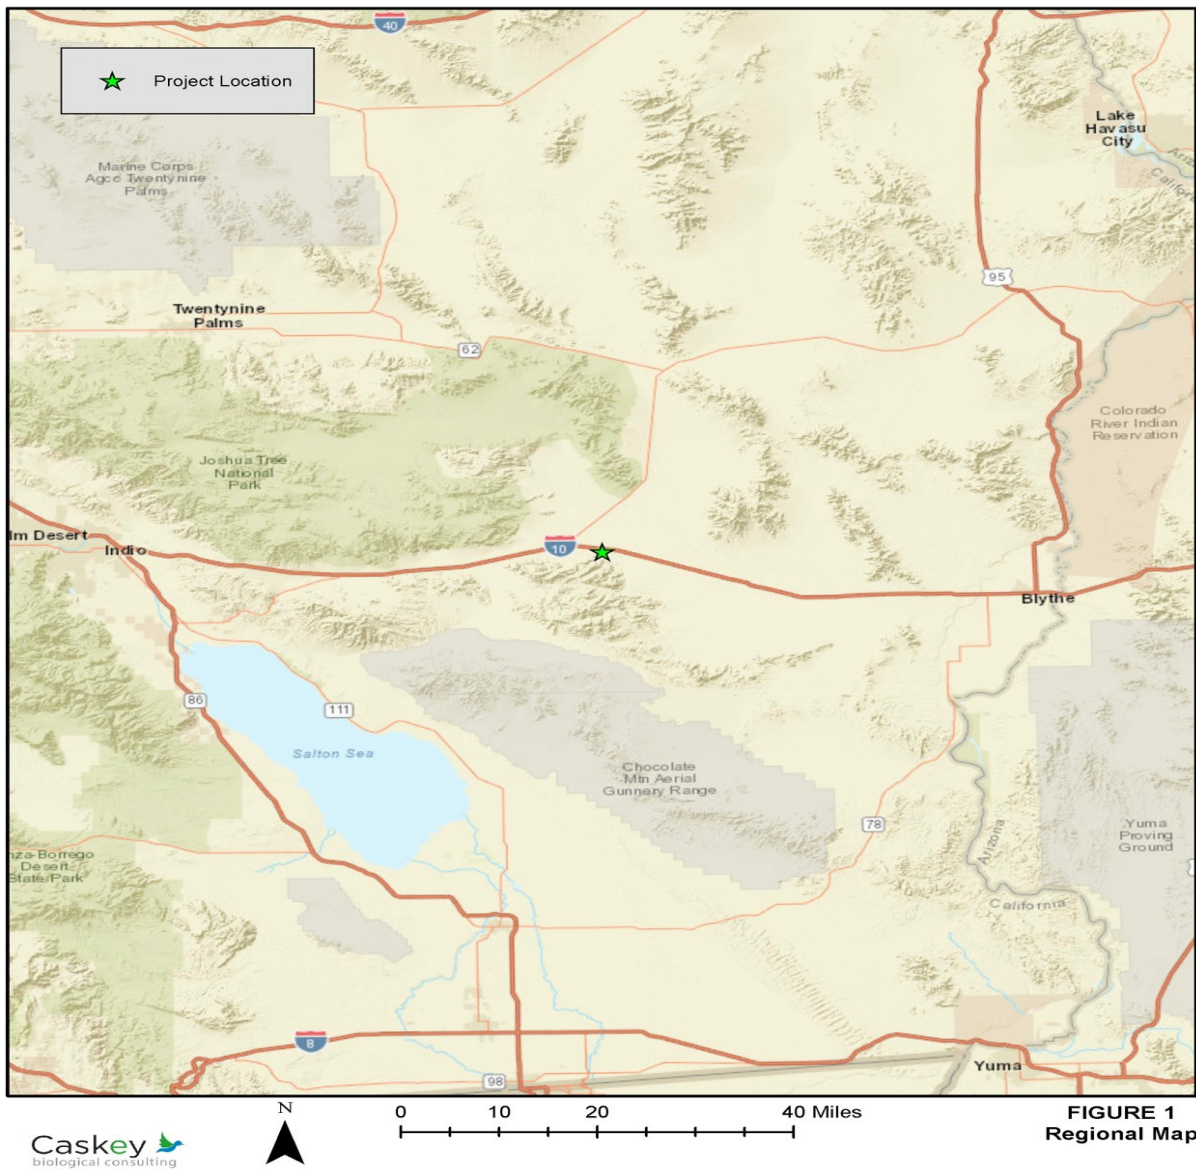 40
Project Location
Lake
Havasu
City
Marine Corps
Agcc Twentynine
Palms
95
Twentynine
Palms
62
Colorado
River Indian
Reservation
Joshua Tree
National
Park
lm Desert
Indio
10
Blythe
86
111
Salton Sea
Chocolate
Mtn Aerial
Gunnery Range
78
Yuma
Proving
Ground
Arizona
California
nza-Borrego
Desert
State Park
8
98
Yuma
N
0 10 20 40 Miles
FIGURE 1
Regional Map
Caskey
biological consulting